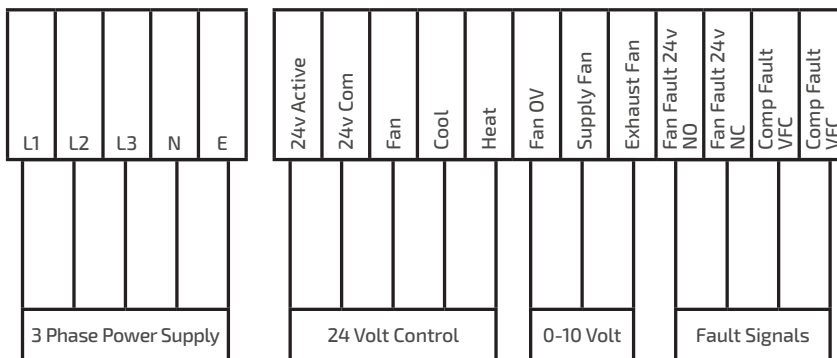 L1
L2
L3
N
E
24v Active
24v Com
Fan
Cool
Heat
Fan 0V
Supply Fan
Exhaust Fan
Fan Fault 24v
NO
Fan Fault 24v
NC
Comp Fault
VFC
Comp Fault
VFC
3 Phase Power Supply
24 Volt Control
0-10 Volt
Fault Signals